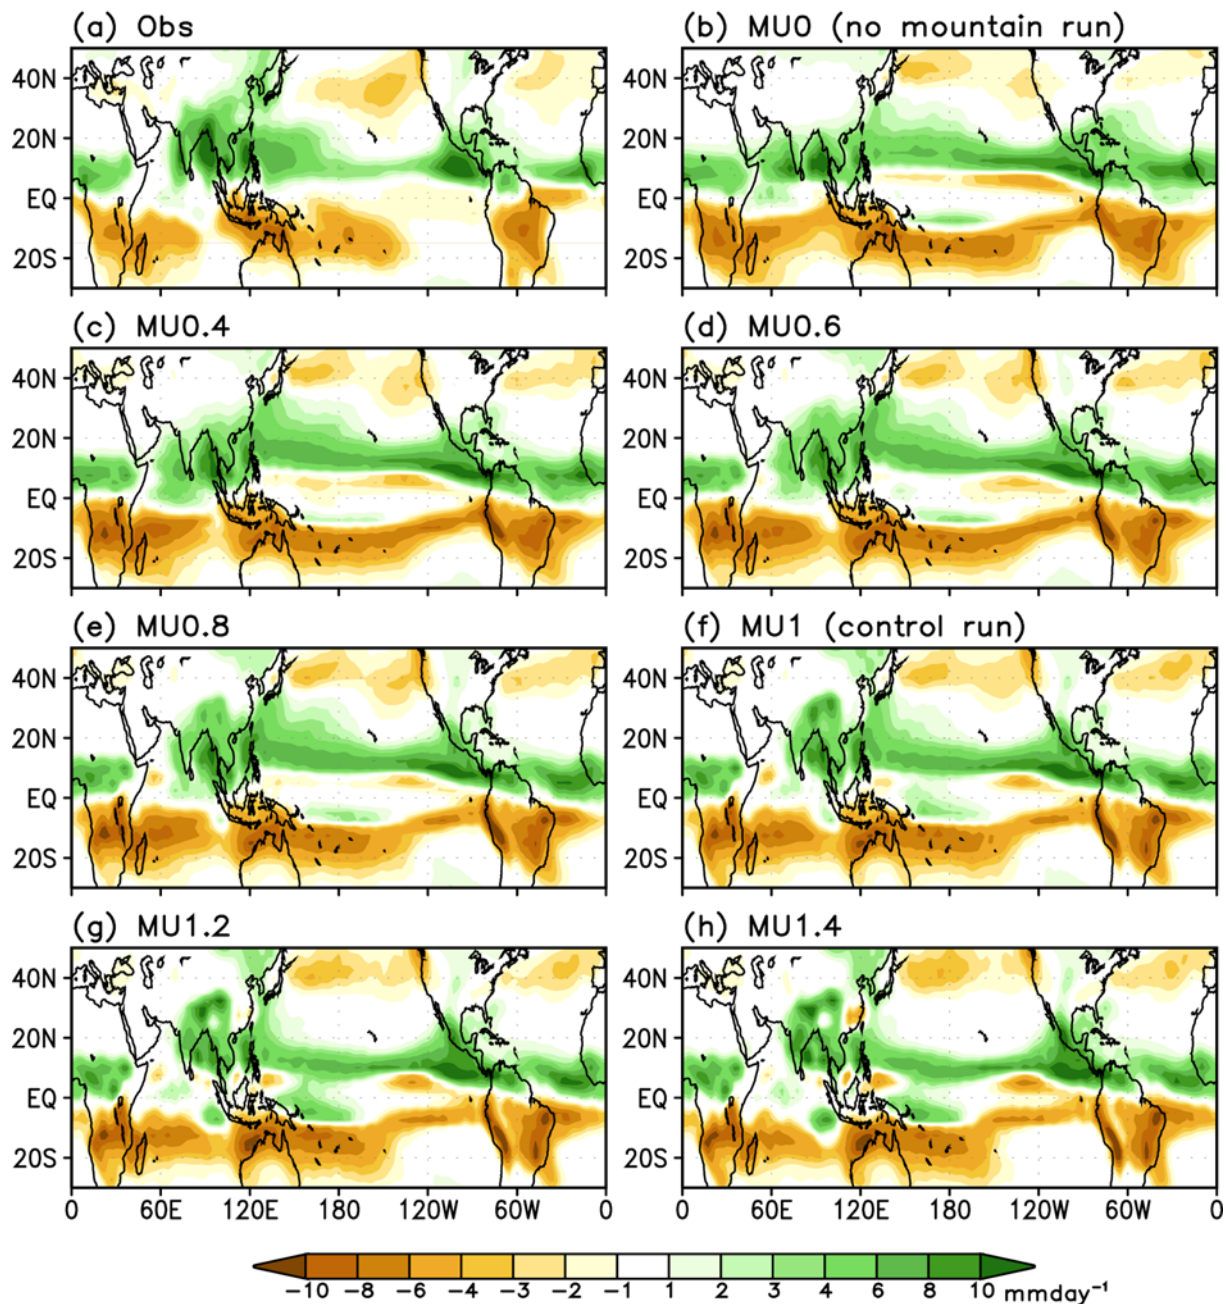 (a) Obs
(b) MU0 (no mountain run)
40N
20N
EQ
20S
40N
20N
EQ
20S
(c) MU0.4
(d) MU0.6
40N
20N
EQ
20S
40N
20N
EQ
20S
(e) MU0.8
(f) MU1 (control run)
40N
20N
EQ
20S
40N
20N
EQ
20S
(g) MU1.2
(h) MU1.4
40N
20N
EQ
20S
40N
20N
EQ
20S
0 60E 120E 180 120W 60W 0
0 60E 120E 180 120W 60W 0
-10 -8 -6 -4 -3 -2 -1 1 2 3 4 6 8 10 mmday⁻¹